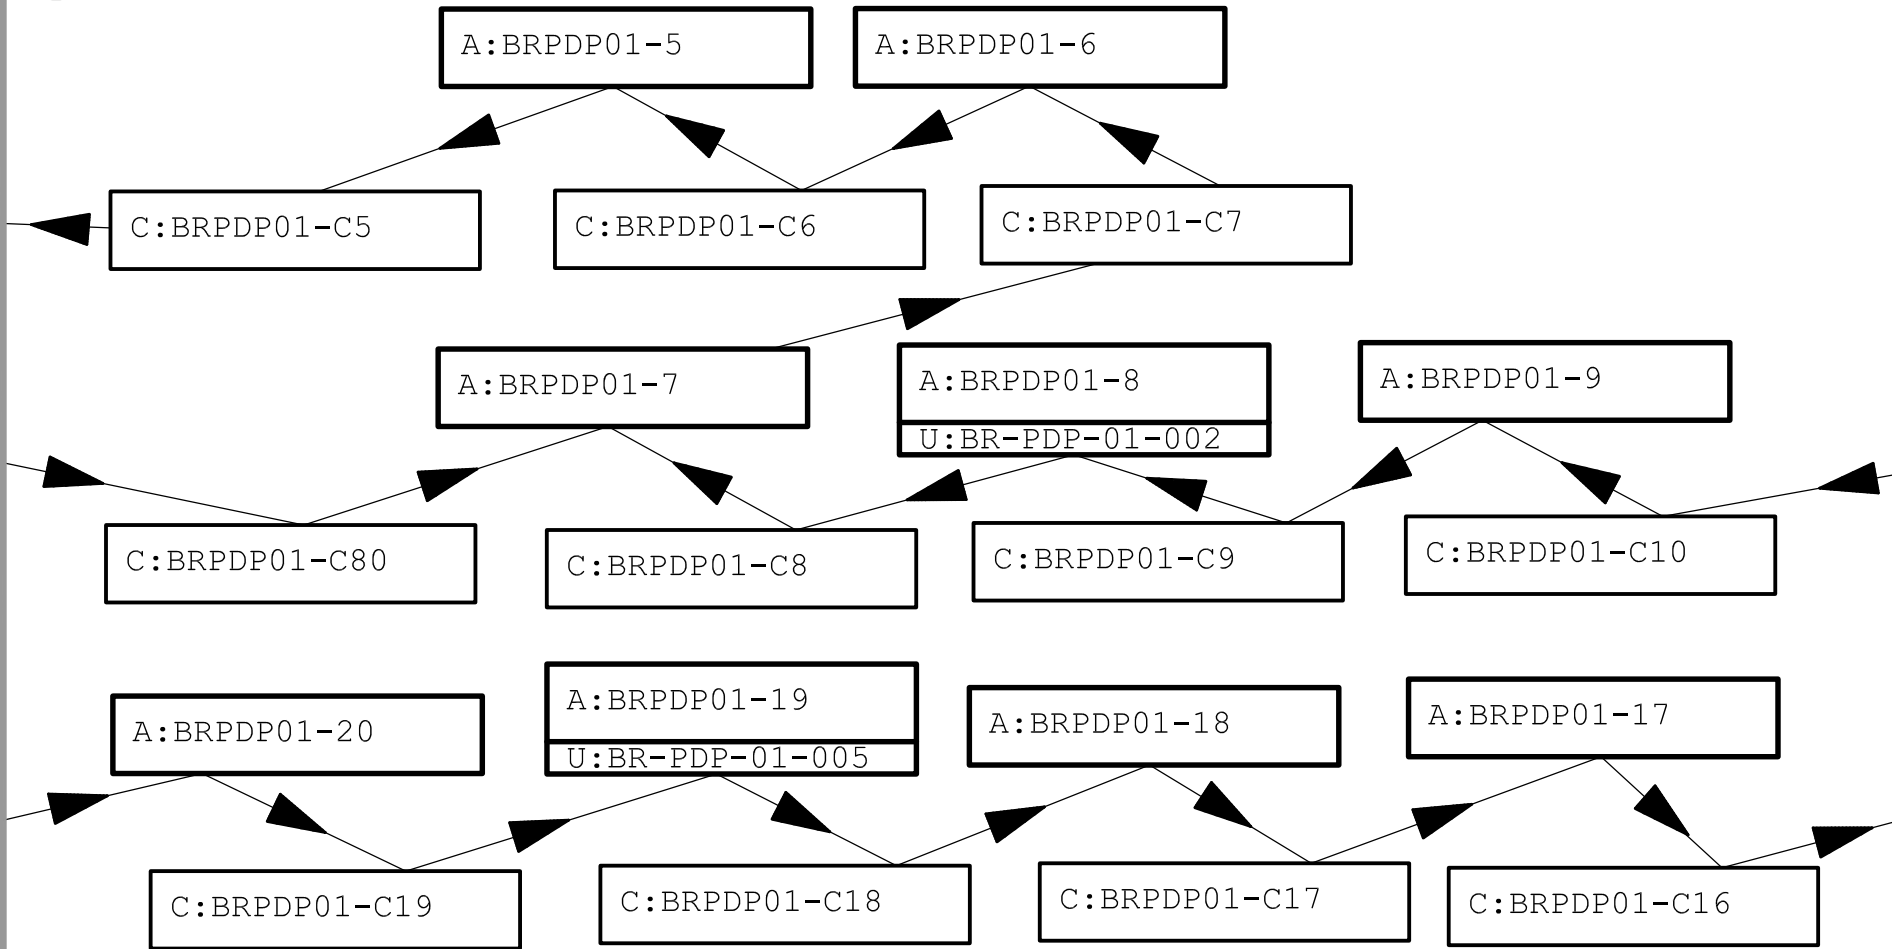 A:BRPDP01-5
A:BRPDP01-6
C:BRPDP01-C5
C:BRPDP01-C6
C:BRPDP01-C7
A:BRPDP01-7
A:BRPDP01-8
U:BR-PDP-01-002
A:BRPDP01-9
C:BRPDP01-C80
C:BRPDP01-C8
C:BRPDP01-C9
C:BRPDP01-C10
A:BRPDP01-20
A:BRPDP01-19
U:BR-PDP-01-005
A:BRPDP01-18
A:BRPDP01-17
C:BRPDP01-C19
C:BRPDP01-C18
C:BRPDP01-C17
C:BRPDP01-C16